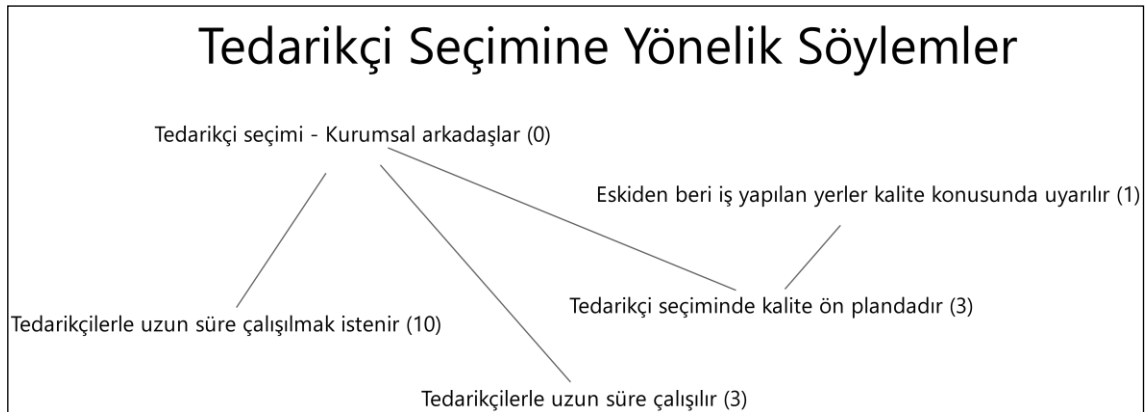 Tedarikçi Seçimine Yönelik Söylemler
Tedarikçi seçimi - Kurumsal arkadaşlar (0)
Eskiden beri iş yapılan yerler kalite konusunda uyarılır (1)
Tedarikçi seçiminde kalite ön plandadır (3)
Tedarikçilerle uzun süre çalışılmak istenir (10)
Tedarikçilerle uzun süre çalışılır (3)